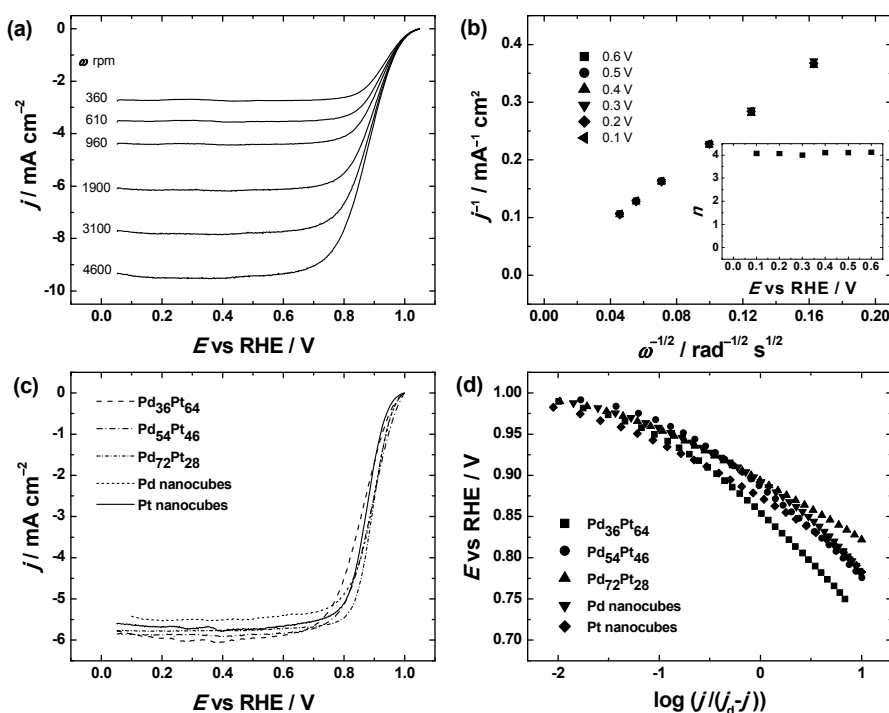 (a)
ω rpm
360
610
960
1900
3100
4600
0
-2
-4
-6
-8
-10
j / mA cm⁻²
0.0 0.2 0.4 0.6 0.8 1.0
E vs RHE / V
(b)
0.6 V
0.5 V
0.4 V
0.3 V
0.2 V
0.1 V
0.4
0.3
0.2
0.1
0.0
j⁻¹ / mA⁻¹ cm²
0.00 0.04 0.08 0.12 0.16 0.20
ω⁻¹/² / rad⁻¹/² s¹/²
4
3
2
1
0
n
0.0 0.1 0.2 0.3 0.4 0.5 0.6
E vs RHE / V
(c)
Pd₃₆Pt₆₄
Pd₅₄Pt₄₆
Pd₇₂Pt₂₈
Pd nanocubes
Pt nanocubes
0
-1
-2
-3
-4
-5
-6
j / mA cm⁻²
0.0 0.2 0.4 0.6 0.8 1.0
E vs RHE / V
(d)
1.00
0.95
0.90
0.85
0.80
0.75
0.70
E vs RHE / V
Pd₃₆Pt₆₄
Pd₅₄Pt₄₆
Pd₇₂Pt₂₈
Pd nanocubes
Pt nanocubes
-2 -1 0 1
log (j/(j_d-j))